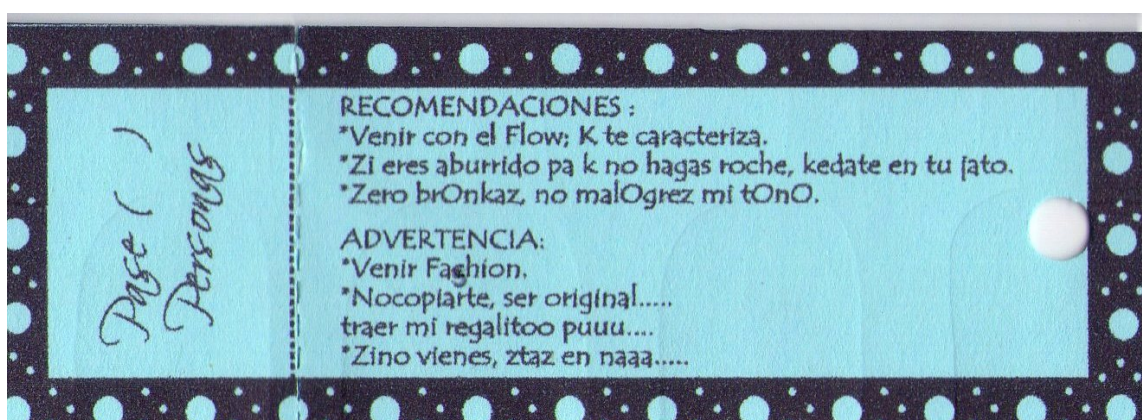 Pase ( )
Personas
RECOMENDACIONES :
*Venir con el Flow; K te caracteriza.
*Zi eres aburrido pa k no hagas roche, kedate en tu jato.
*Zero brOnkaz, no malOgrez mi tOnO.
ADVERTENCIA:
*Venir Fashion.
*Nocopiarte, ser original.....
traer mi regalitoo puuu....
*Zino vienes, ztaz en naaa.....